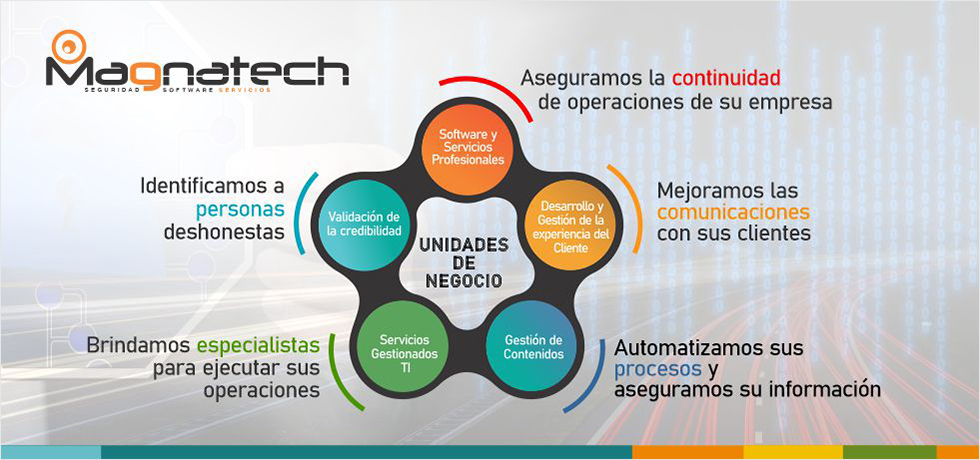 Magnatech
SEGURIDAD SOFTWARE SERVICIOS
Aseguramos la continuidad
de operaciones de su empresa
Software y
Servicios
Profesionales
Identificamos a
personas
deshonestas
Validación de
la credibilidad
Desarrollo y
Gestión de la
experiencia del
Cliente
Mejoramos las
comunicaciones
con sus clientes
UNIDADES
DE
NEGOCIO
Brindamos especialistas
para ejecutar sus
operaciones
Servicios
Gestionados
TI
Gestión de
Contenidos
Automatizamos sus
procesos y
aseguramos su información